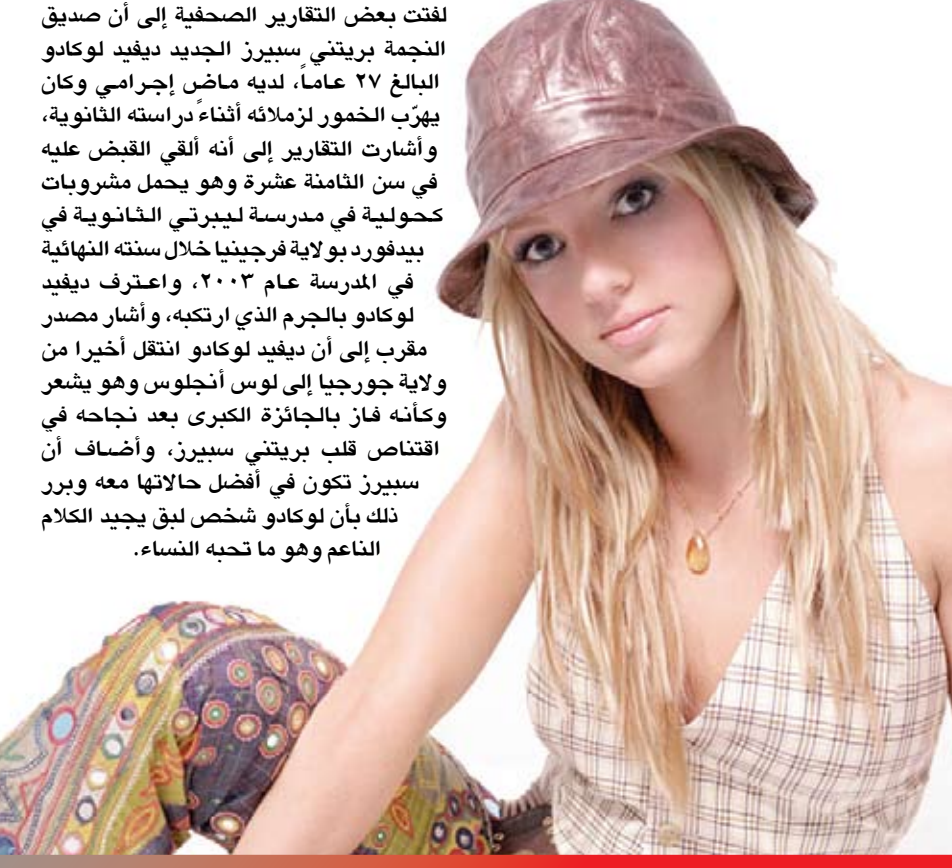 لفتت بعض التقارير الصحفية إلى أن صديق
النجمة بريتني سبيرز الجديد ديفيد لوكادو
البالغ ٢٧ عاماً، لديه ماضٍ إجرامي وكان
يهرّب الخمور لزملائه أثناء دراسته الثانوية،
وأشارت التقارير إلى أنه ألقي القبض عليه
في سن الثامنة عشرة وهو يحمل مشروبات
كحولية في مدرسة ليبرتي الثانوية في
بيدفورد بولاية فرجينيا خلال سنته النهائية
في المدرسة عام ٢٠٠٣، واعترف ديفيد
لوكادو بالجرم الذي ارتكبه، وأشار مصدر
مقرب إلى أن ديفيد لوكادو انتقل أخيرا من
ولاية جورجيا إلى لوس أنجلوس وهو يشعر
وكأنه فاز بالجائزة الكبرى بعد نجاحه في
اقتناص قلب بريتني سبيرز، وأضاف أن
سبيرز تكون في أفضل حالاتها معه وبرر
ذلك بأن لوكادو شخص لبق يجيد الكلام
الناعم وهو ما تحبه النساء.